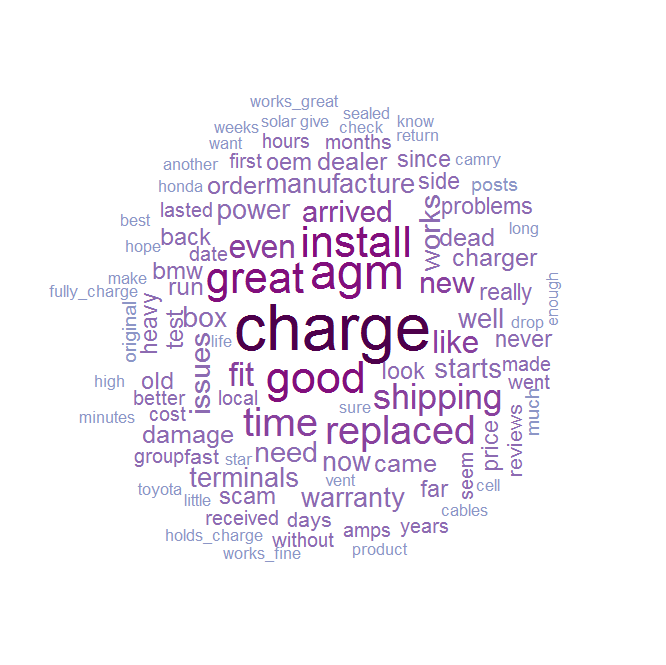 works_great
sealed
solar give
know
weeks
check
return
want
hours
months
another
first
oem
dealer
since
camry
honda
order
manufacture
side
posts
best
lasted
power
arrived
works
problems
long
hope
back
date
even
install
dead
charger
make
bmw
great
agm
new
really
enough
fully_charge
run
heavy
test
box
charge
like
well
drop
never
original
life
issues
high
old
fit
good
look
starts
made
went
better
local
sure
shipping
much
minutes
cost
time
replaced
price
reviews
damage
need
now
came
seem
group
fast
star
terminals
vent
far
cell
toyota
little
scam
warranty
cables
received
days
amps
years
holds_charge
without
works_fine
product